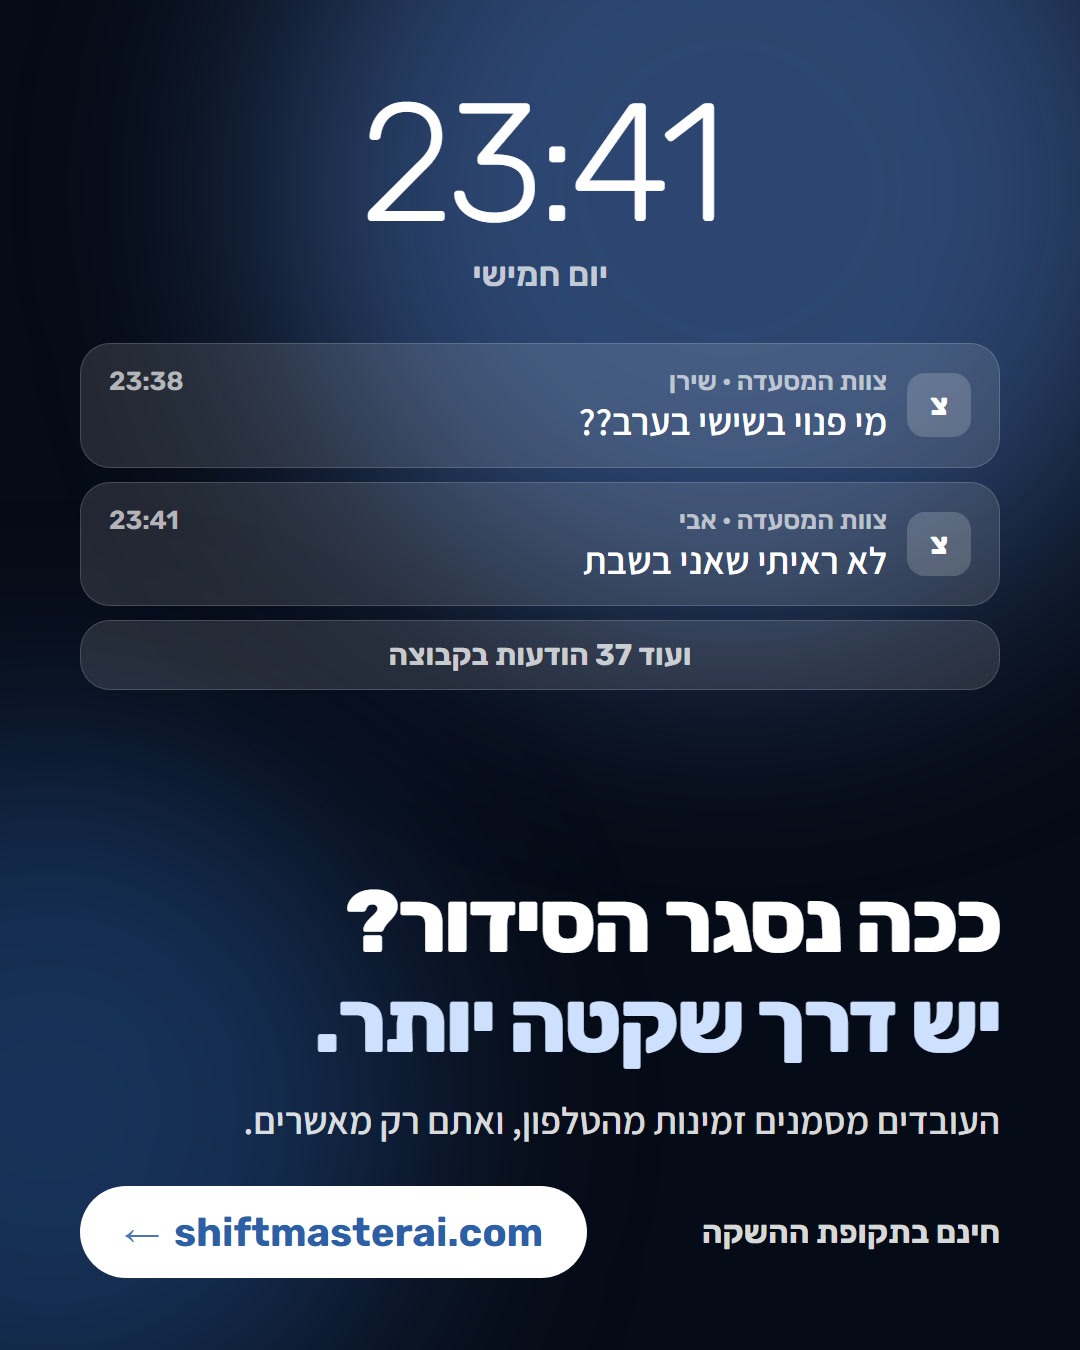 23:41
יום חמישי
צ
צוות המסעדה • שירן
23:38
מי פנוי בשישי בערב??
צ
צוות המסעדה • אבי
23:41
לא ראיתי שאני בשבת
ועוד 37 הודעות בקבוצה
ככה נסגר הסידור?
יש דרך שקטה יותר.
העובדים מסמנים זמינות מהטלפון, ואתם רק מאשרים.
חינם בתקופת ההשקה
shiftmasterai.com ←